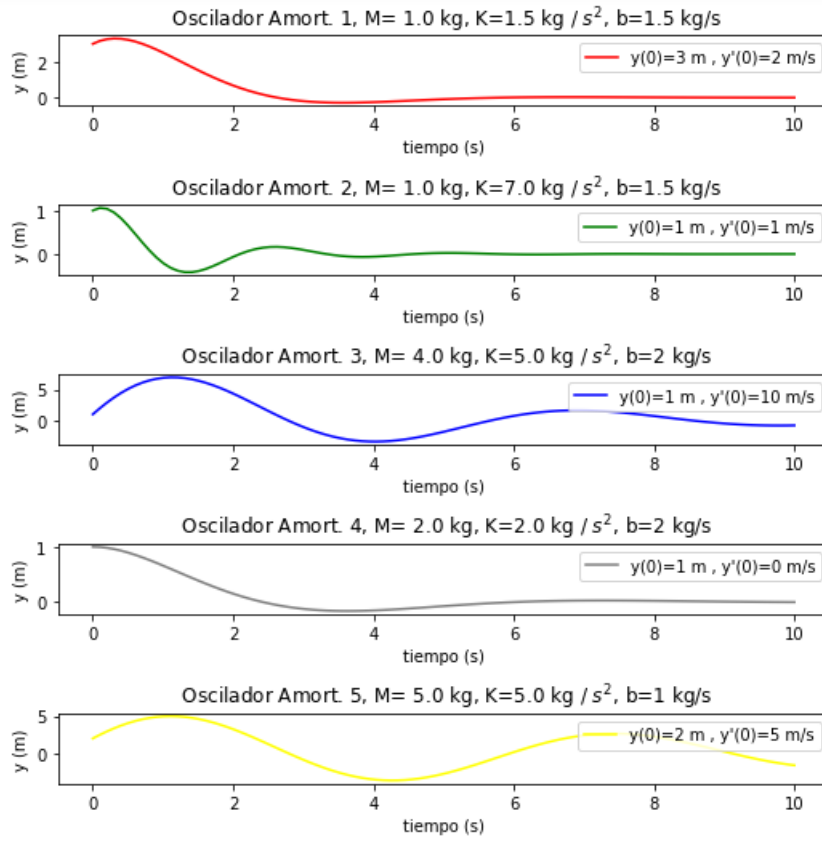 Oscilador Amort. 1, M= 1.0 kg, K=1.5 kg / s², b=1.5 kg/s
y (m)
2
0
y(0)=3 m , y'(0)=2 m/s
0 2 4 6 8 10
tiempo (s)
Oscilador Amort. 2, M= 1.0 kg, K=7.0 kg / s², b=1.5 kg/s
y (m)
1
0
y(0)=1 m , y'(0)=1 m/s
0 2 4 6 8 10
tiempo (s)
Oscilador Amort. 3, M= 4.0 kg, K=5.0 kg / s², b=2 kg/s
y (m)
5
0
y(0)=1 m , y'(0)=10 m/s
0 2 4 6 8 10
tiempo (s)
Oscilador Amort. 4, M= 2.0 kg, K=2.0 kg / s², b=2 kg/s
y (m)
1
0
y(0)=1 m , y'(0)=0 m/s
0 2 4 6 8 10
tiempo (s)
Oscilador Amort. 5, M= 5.0 kg, K=5.0 kg / s², b=1 kg/s
y (m)
5
0
y(0)=2 m , y'(0)=5 m/s
0 2 4 6 8 10
tiempo (s)